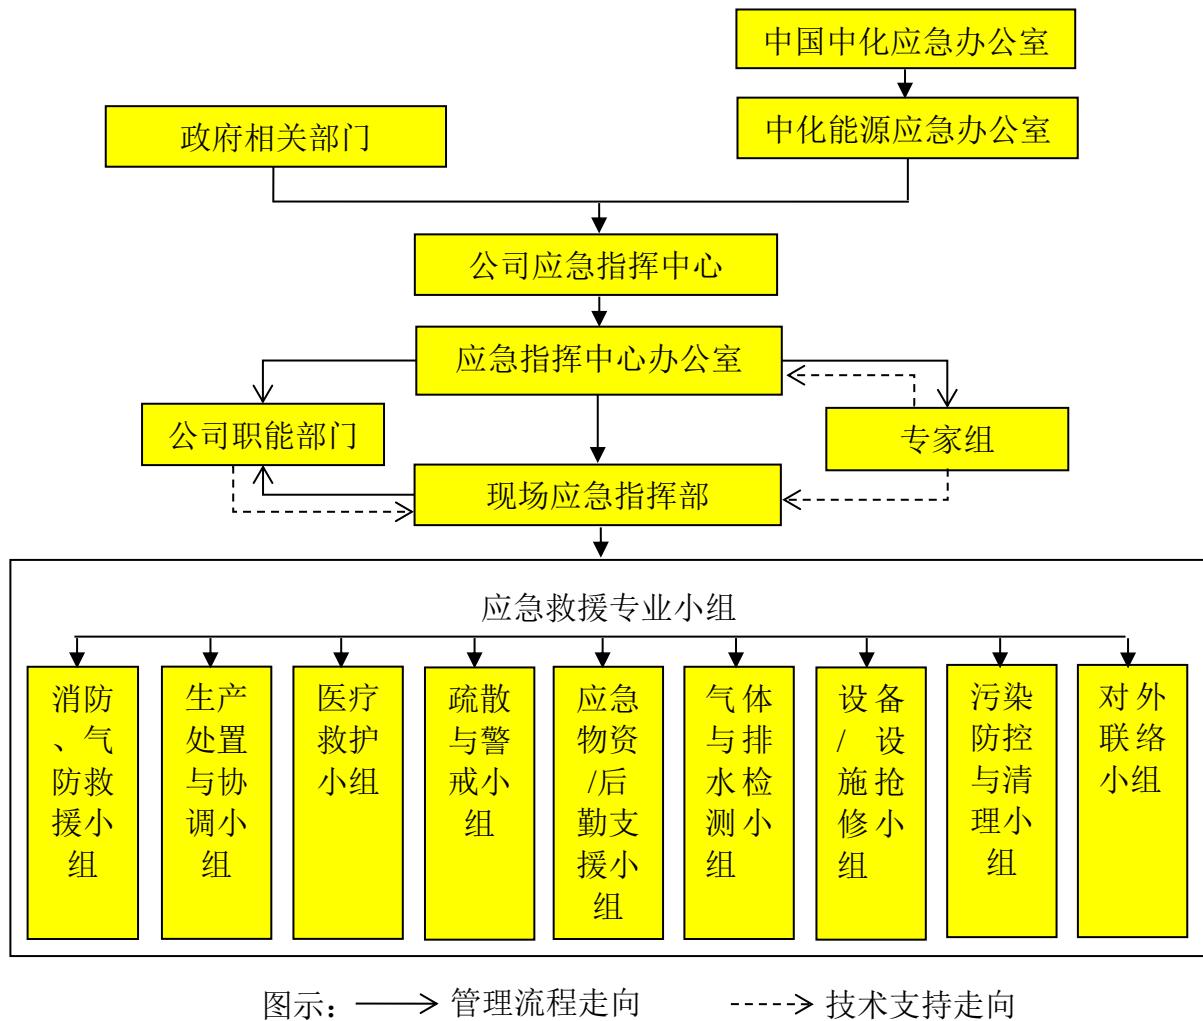 中国中化应急办公室
政府相关部门
中化能源应急办公室
公司应急指挥中心
应急指挥中心办公室
公司职能部门
专家组
现场应急指挥部
应急救援专业小组
消防
、气
防救
援小
组
生产
处置
与协
调小
组
医疗
救护
小组
疏散
与警
戒小
组
应急
物资
/后
勤支
援小
组
气体
与排
水检
测小
组
设备
/设
施抢
修小
组
污染
防控
与清
理小
组
对外
联络
小组
图示： 管理流程走向 技术支持走向